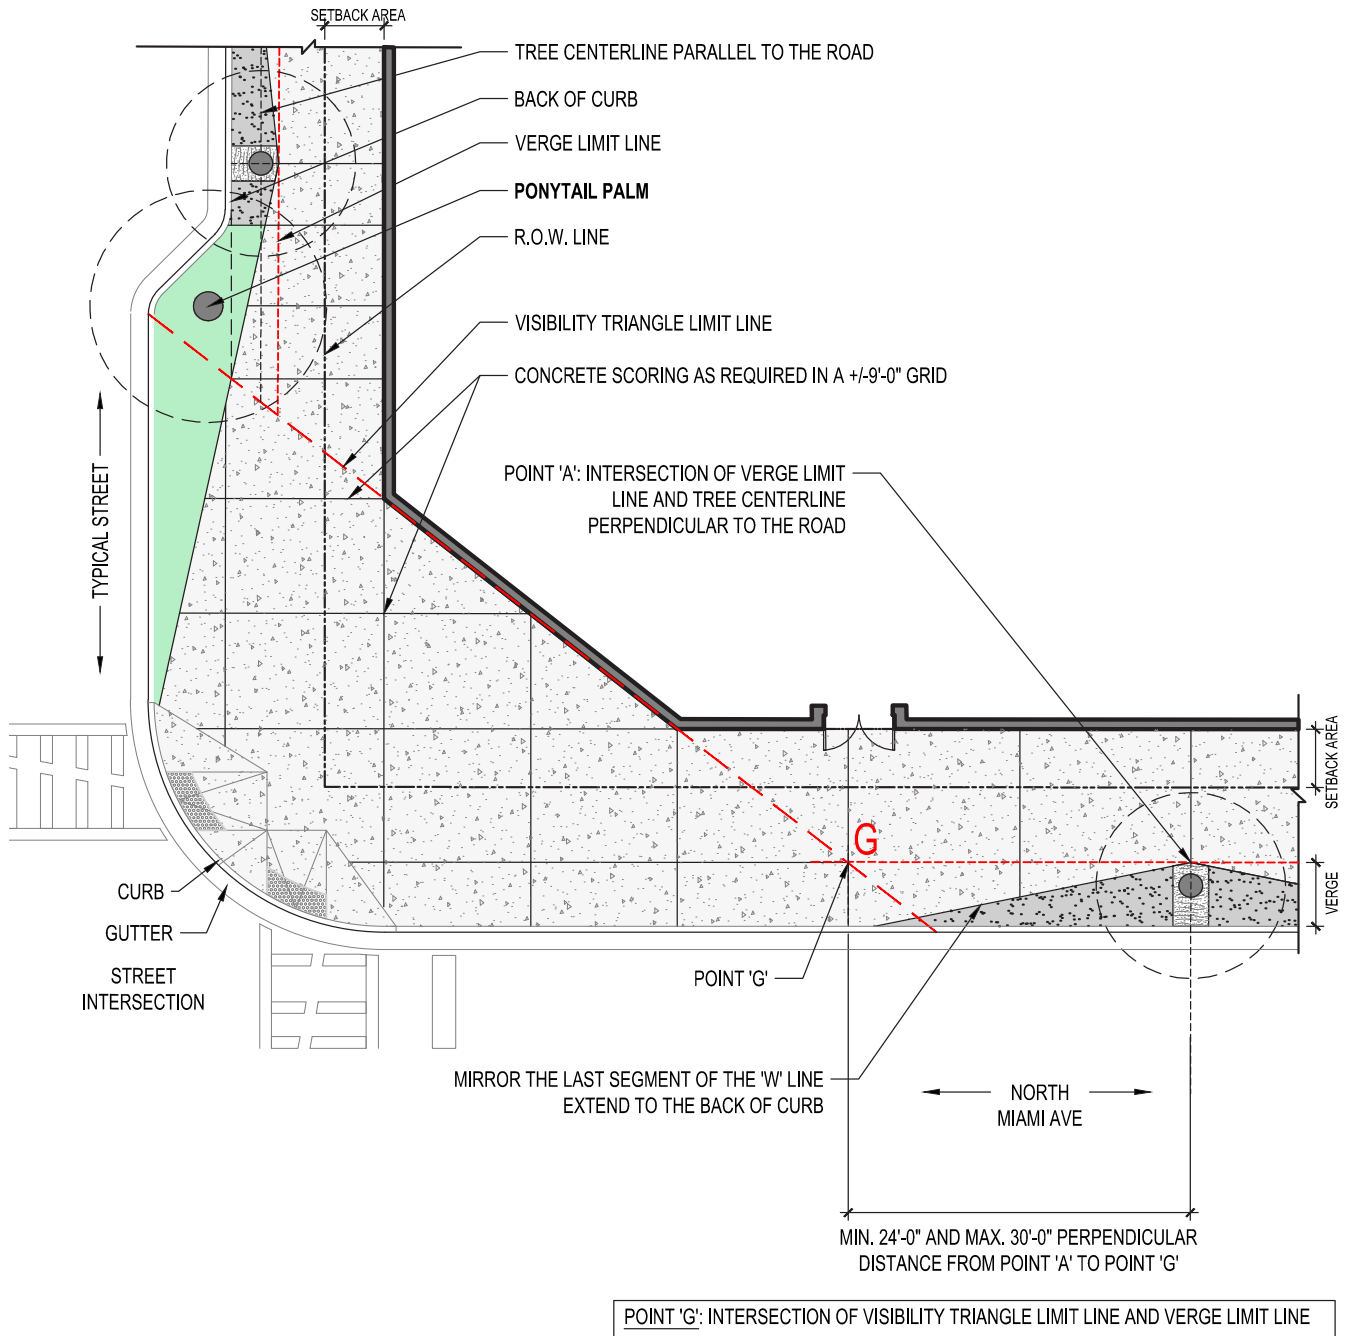 SETBACK AREA
TREE CENTERLINE PARALLEL TO THE ROAD
BACK OF CURB
VERGE LIMIT LINE
PONYTAIL PALM
R.O.W. LINE
VISIBILITY TRIANGLE LIMIT LINE
CONCRETE SCORING AS REQUIRED IN A +/-9'-0" GRID
POINT 'A': INTERSECTION OF VERGE LIMIT
LINE AND TREE CENTERLINE
PERPENDICULAR TO THE ROAD
TYPICAL STREET
SETBACK AREA
G
VERGE
CURB
GUTTER
STREET
INTERSECTION
POINT 'G'
MIRROR THE LAST SEGMENT OF THE 'W' LINE
EXTEND TO THE BACK OF CURB
NORTH
MIAMI AVE
MIN. 24'-0" AND MAX. 30'-0" PERPENDICULAR
DISTANCE FROM POINT 'A' TO POINT 'G'
POINT 'G': INTERSECTION OF VISIBILITY TRIANGLE LIMIT LINE AND VERGE LIMIT LINE